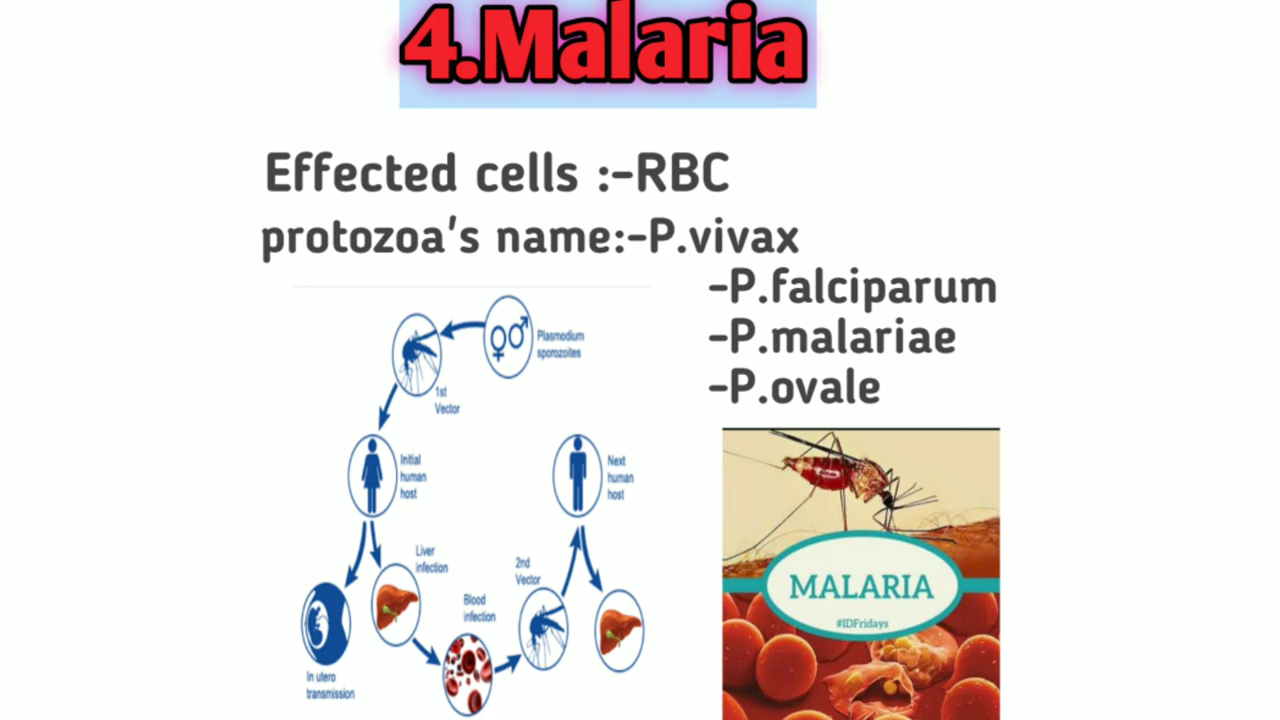 4.Malaria
Effected cells :-RBC
protozoa's name:-P.vivax
-P.falciparum
-P.malariae
-P.ovale
Plasmodium
sporozoites
1st
Vector
Initial
human
host
Next
human
host
Liver
infection
2nd
Vector
Blood
infection
In utero
transmission
MALARIA
#IDFridays